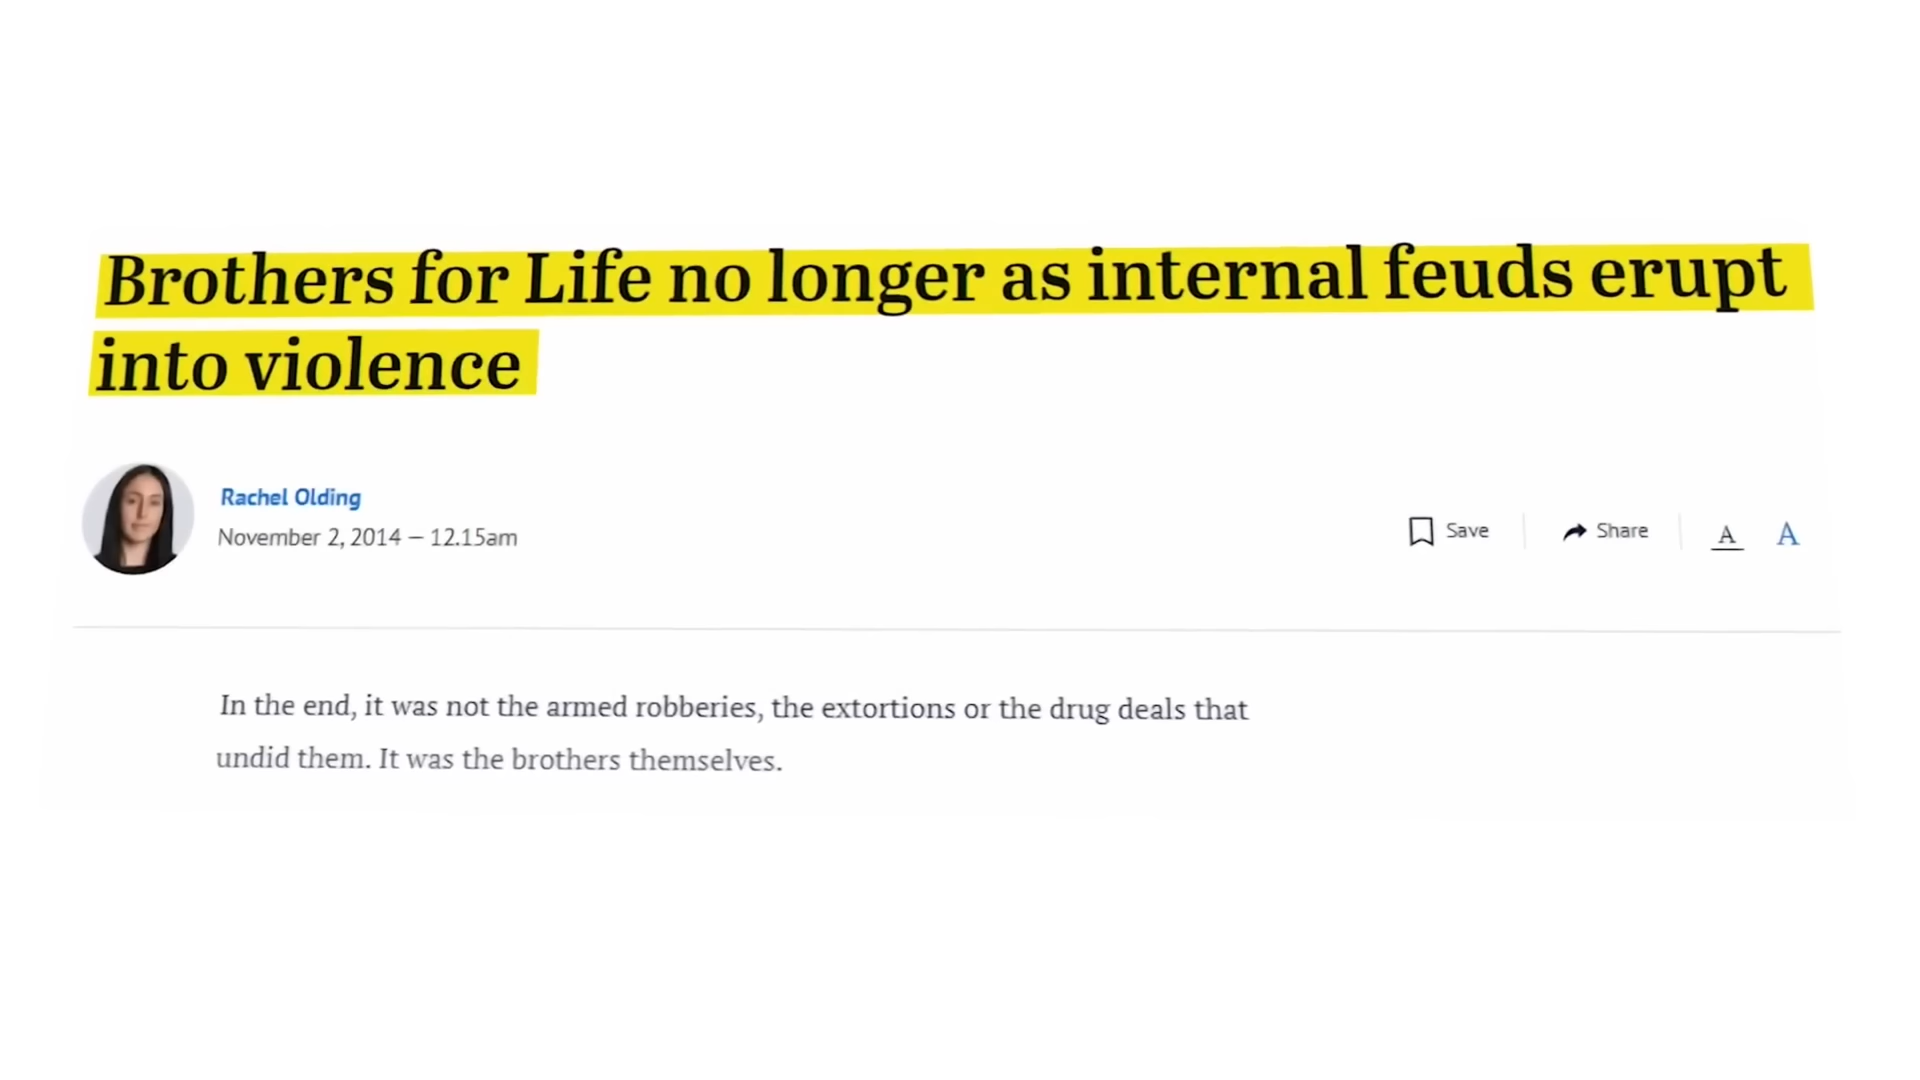 Brothers for Life no longer as internal feuds erupt
into violence
Rachel Olding
November 2, 2014 – 12.15am
Save
Share
A
A
In the end, it was not the armed robberies, the extortions or the drug deals that
undid them. It was the brothers themselves.